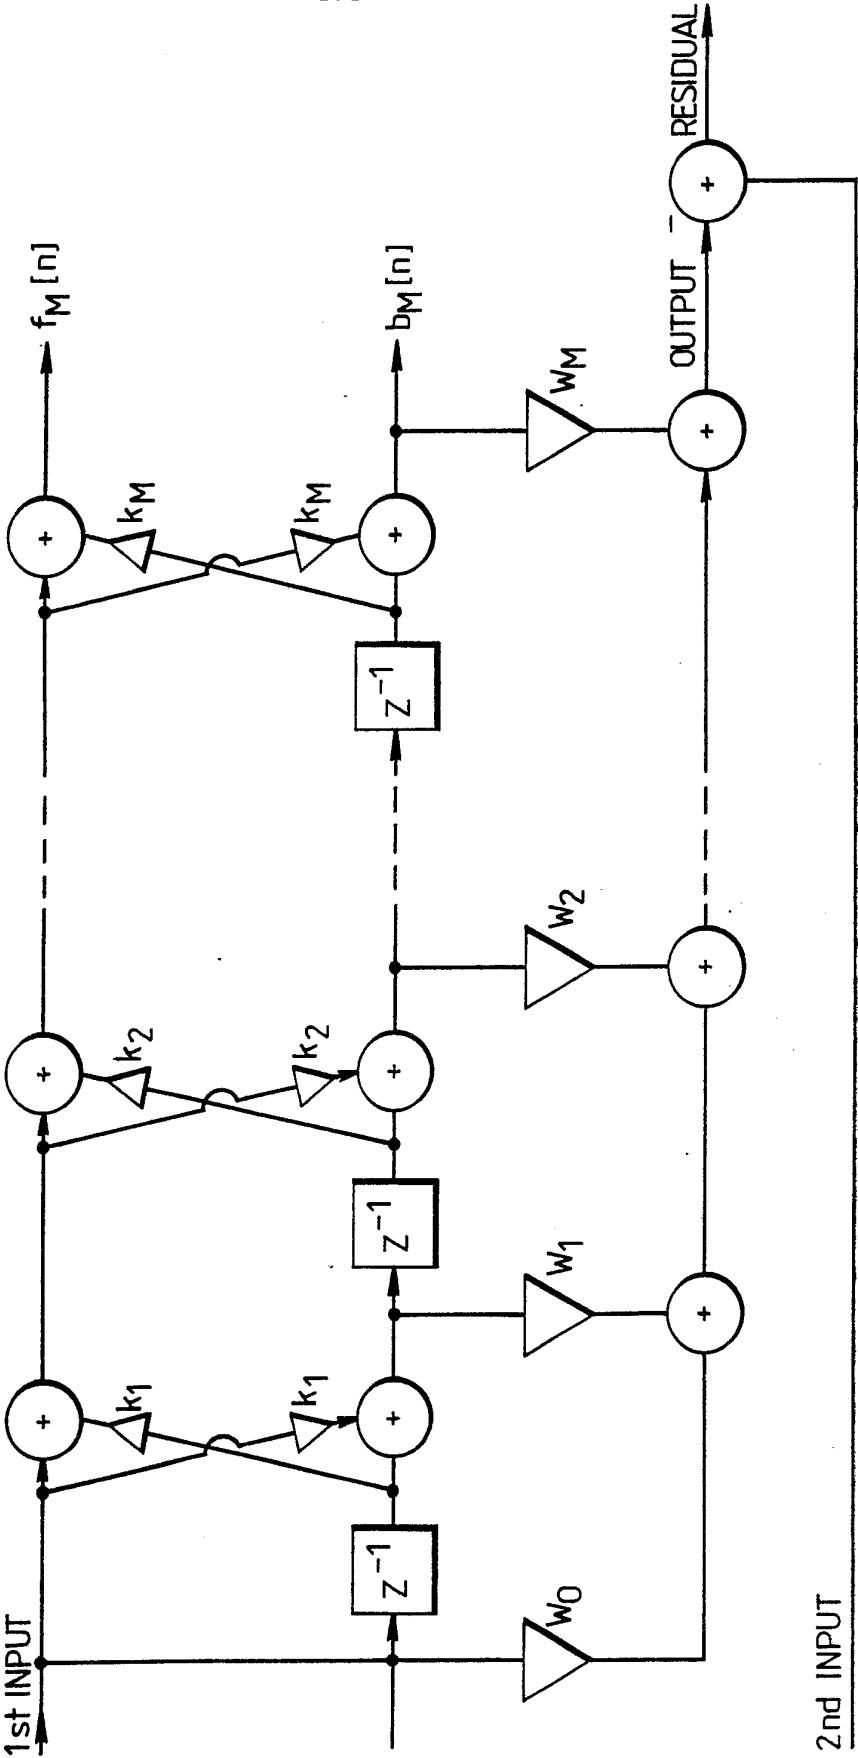 1st INPUT
k1
k2
kM
fM [n]
k1
k2
kM
Z-1
Z-1
Z-1
bM [n]
W0
W1
W2
WM
OUTPUT
-
RESIDUAL
2nd INPUT
+
+
+
+
+
+
+
+
+
+